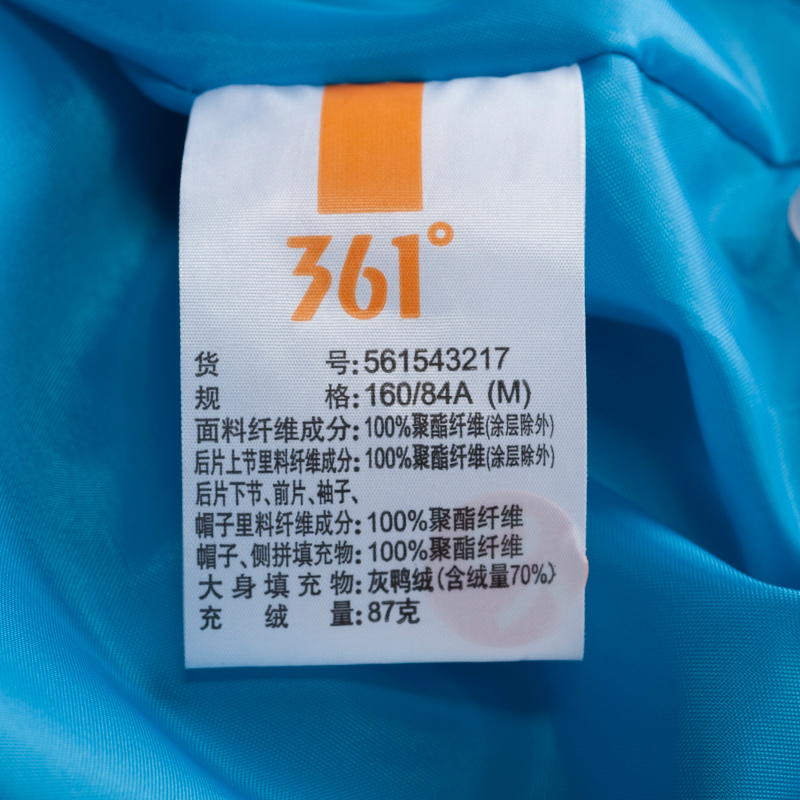 361°
货号:561543217
规格:160/84A (M)
面料纤维成分:100%聚酯纤维(涂层除外)
后片上节里料纤维成分:100%聚酯纤维(涂层除外)
后片下节、前片、袖子、
帽子里料纤维成分:100%聚酯纤维
帽子、侧拼填充物:100%聚酯纤维
大身填充物:灰鸭绒(含绒量70%)
充绒量:87克